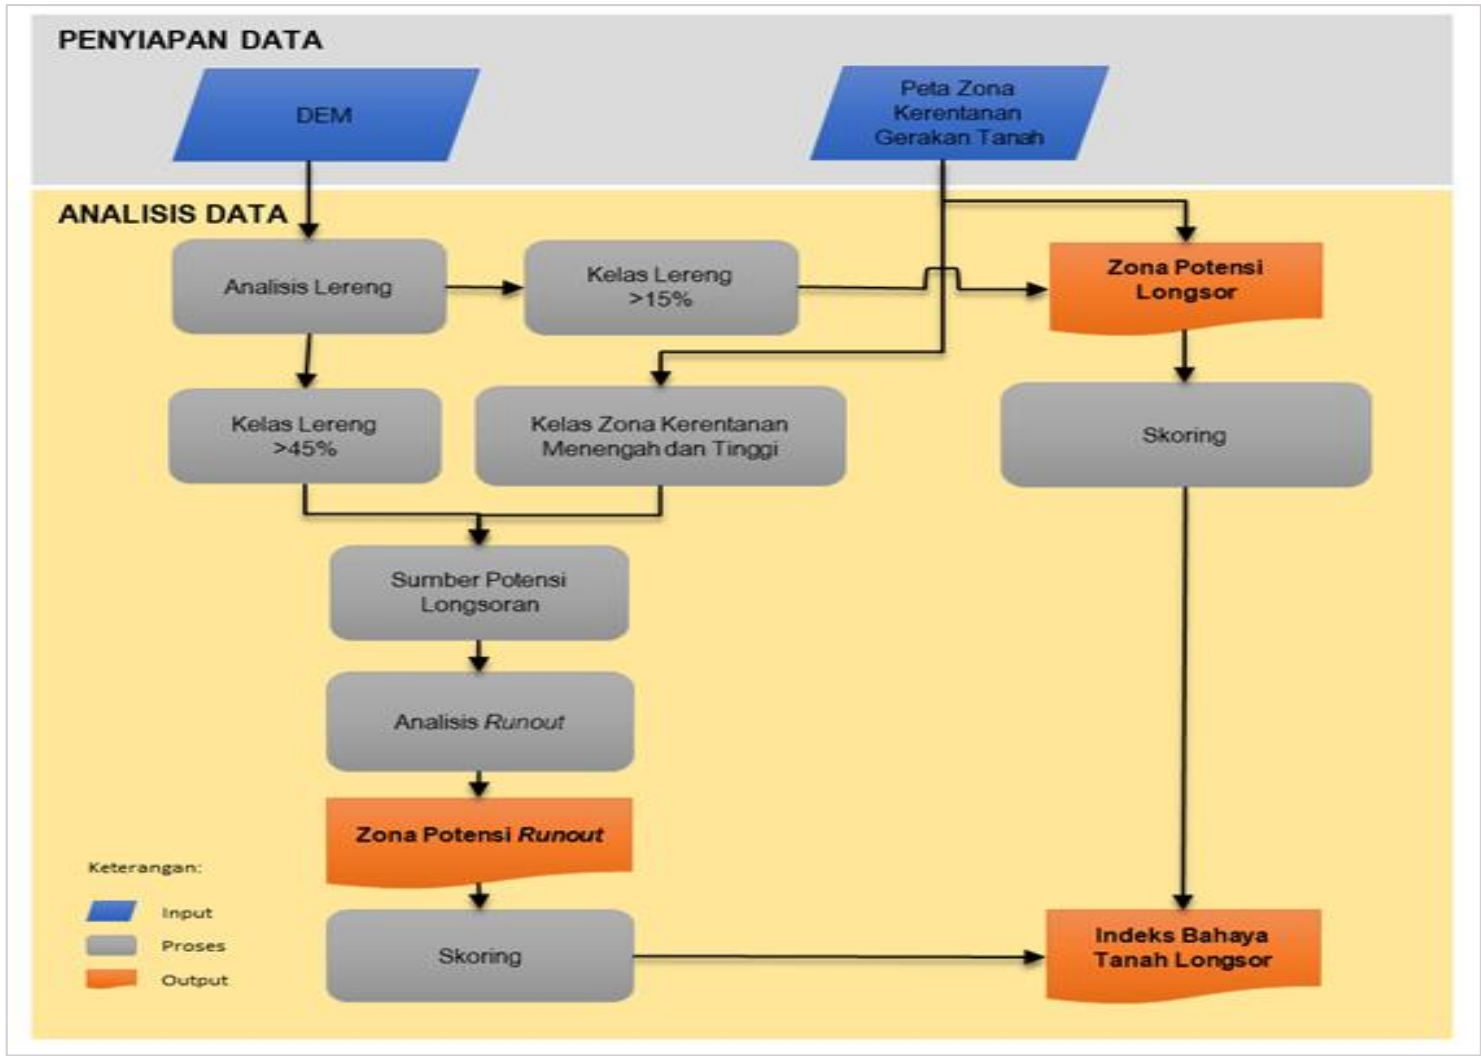 PENYIAPAN DATA
DEM
Peta Zona
Kerentanan
Gerakan Tanah
ANALISIS DATA
Analisis Lereng
Kelas Lereng
>15%
Zona Potensi
Longsor
Kelas Lereng
>45%
Kelas Zona Kerentanan
Menengah dan Tinggi
Skoring
Sumber Potensi
Longsoran
Analisis Runout
Zona Potensi Runout
Skoring
Indeks Bahaya
Tanah Longsor
Keterangan:
Input
Proses
Output